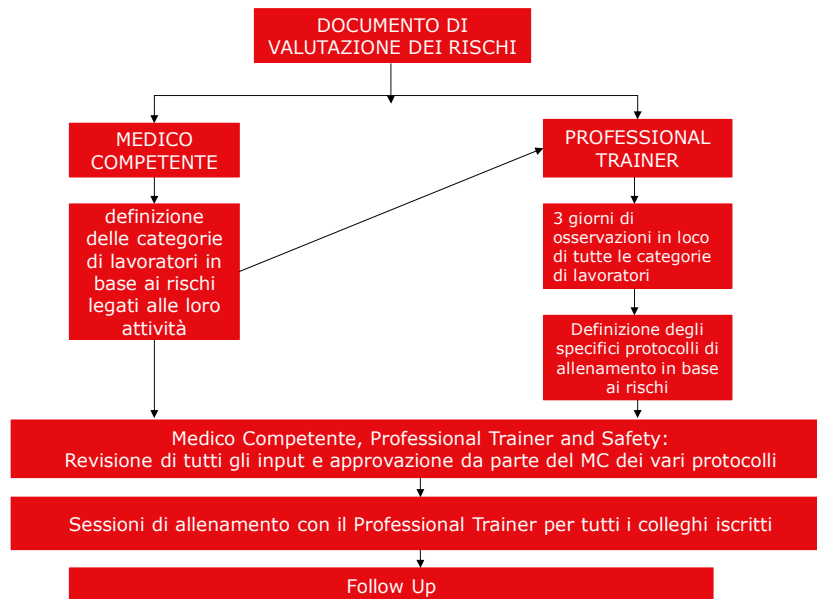 DOCUMENTO DI
VALUTAZIONE DEI RISCHI
MEDICO
COMPETENTE
PROFESSIONAL
TRAINER
definizione
delle categorie
di lavoratori in
base ai rischi
legati alle loro
attività
3 giorni di
osservazioni in loco
di tutte le categorie
di lavoratori
Definizione degli
specifici protocolli di
allenamento in base
ai rischi
Medico Competente, Professional Trainer and Safety:
Revisione di tutti gli input e approvazione da parte del MC dei vari protocolli
Sessioni di allenamento con il Professional Trainer per tutti i colleghi iscritti
Follow Up